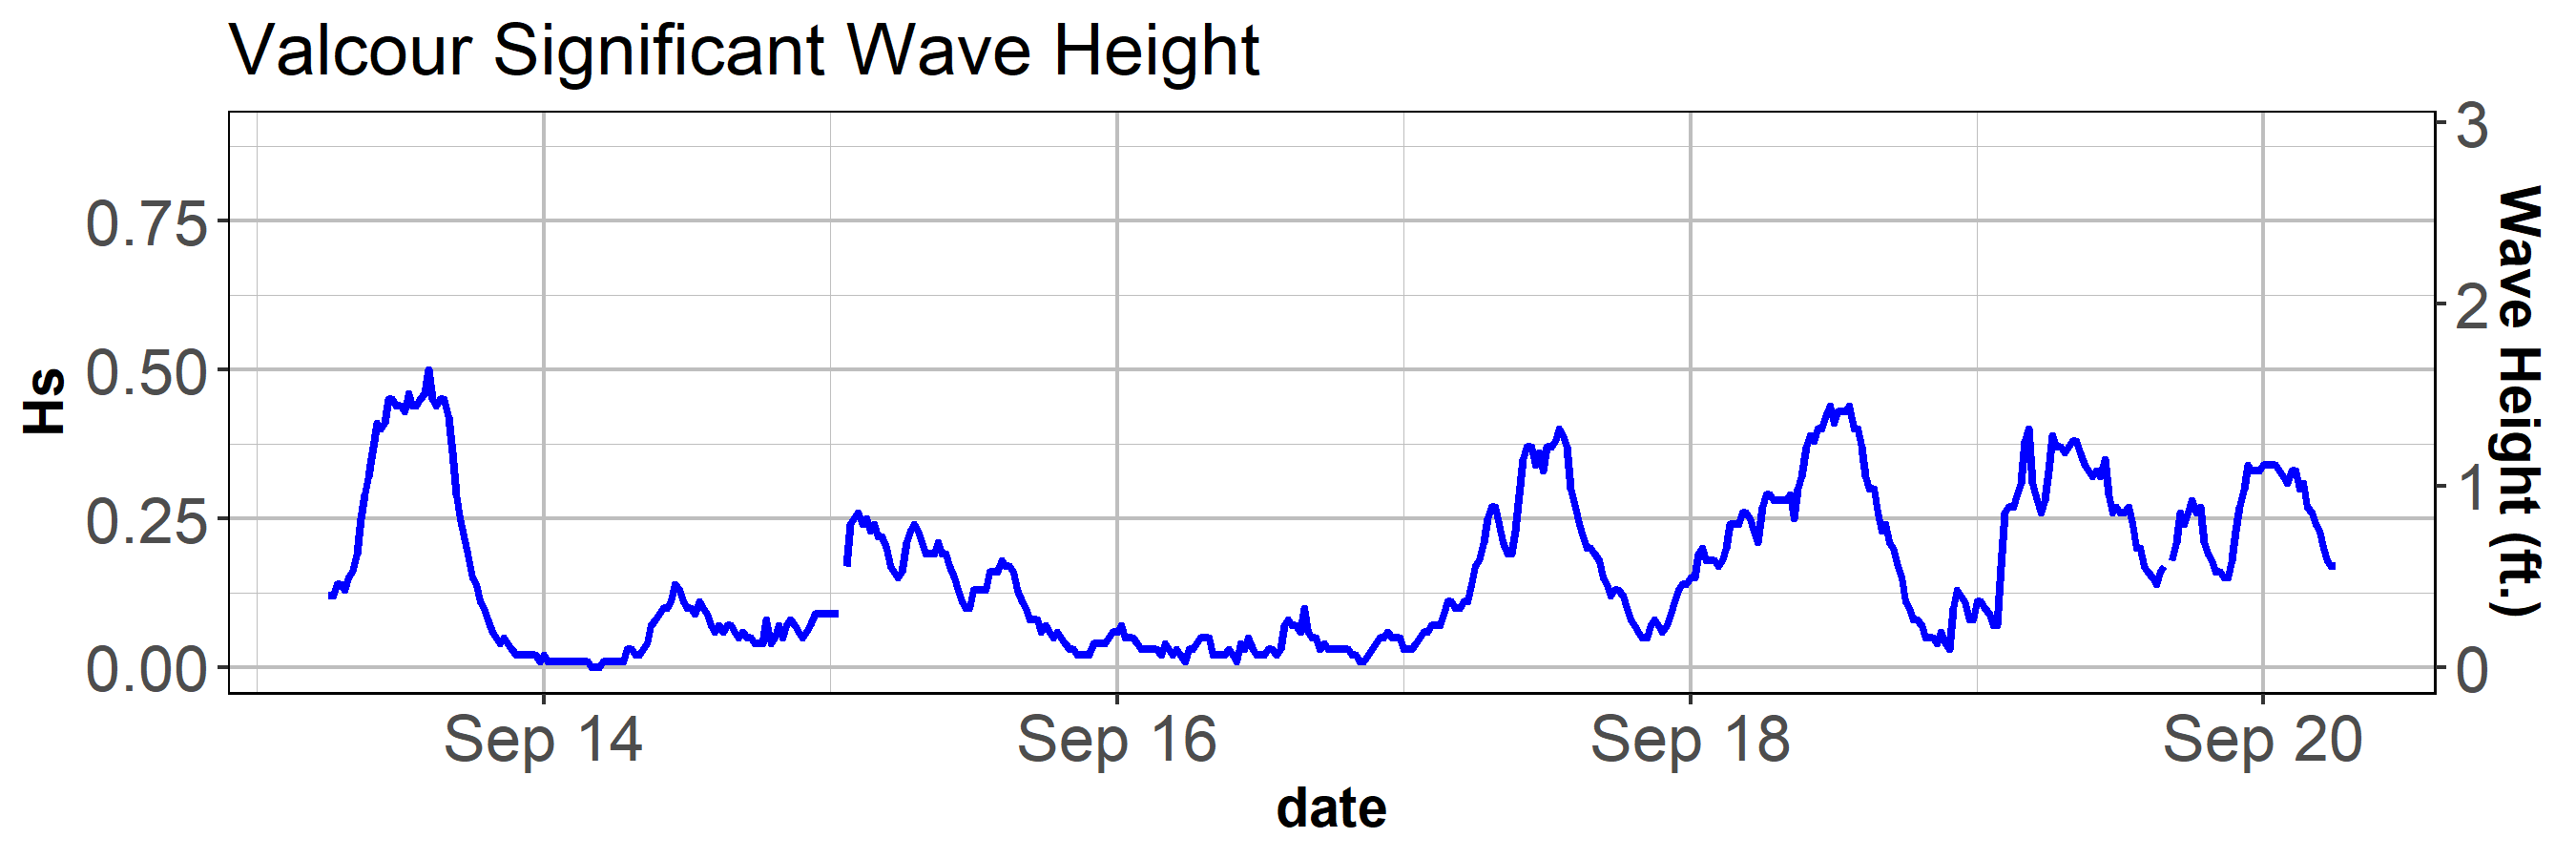 Valcour Significant Wave Height
Hs
0.75
0.50
0.25
0.00
3
2
1
0
Wave Height (ft.)
Sep 14
Sep 16
Sep 18
Sep 20
date